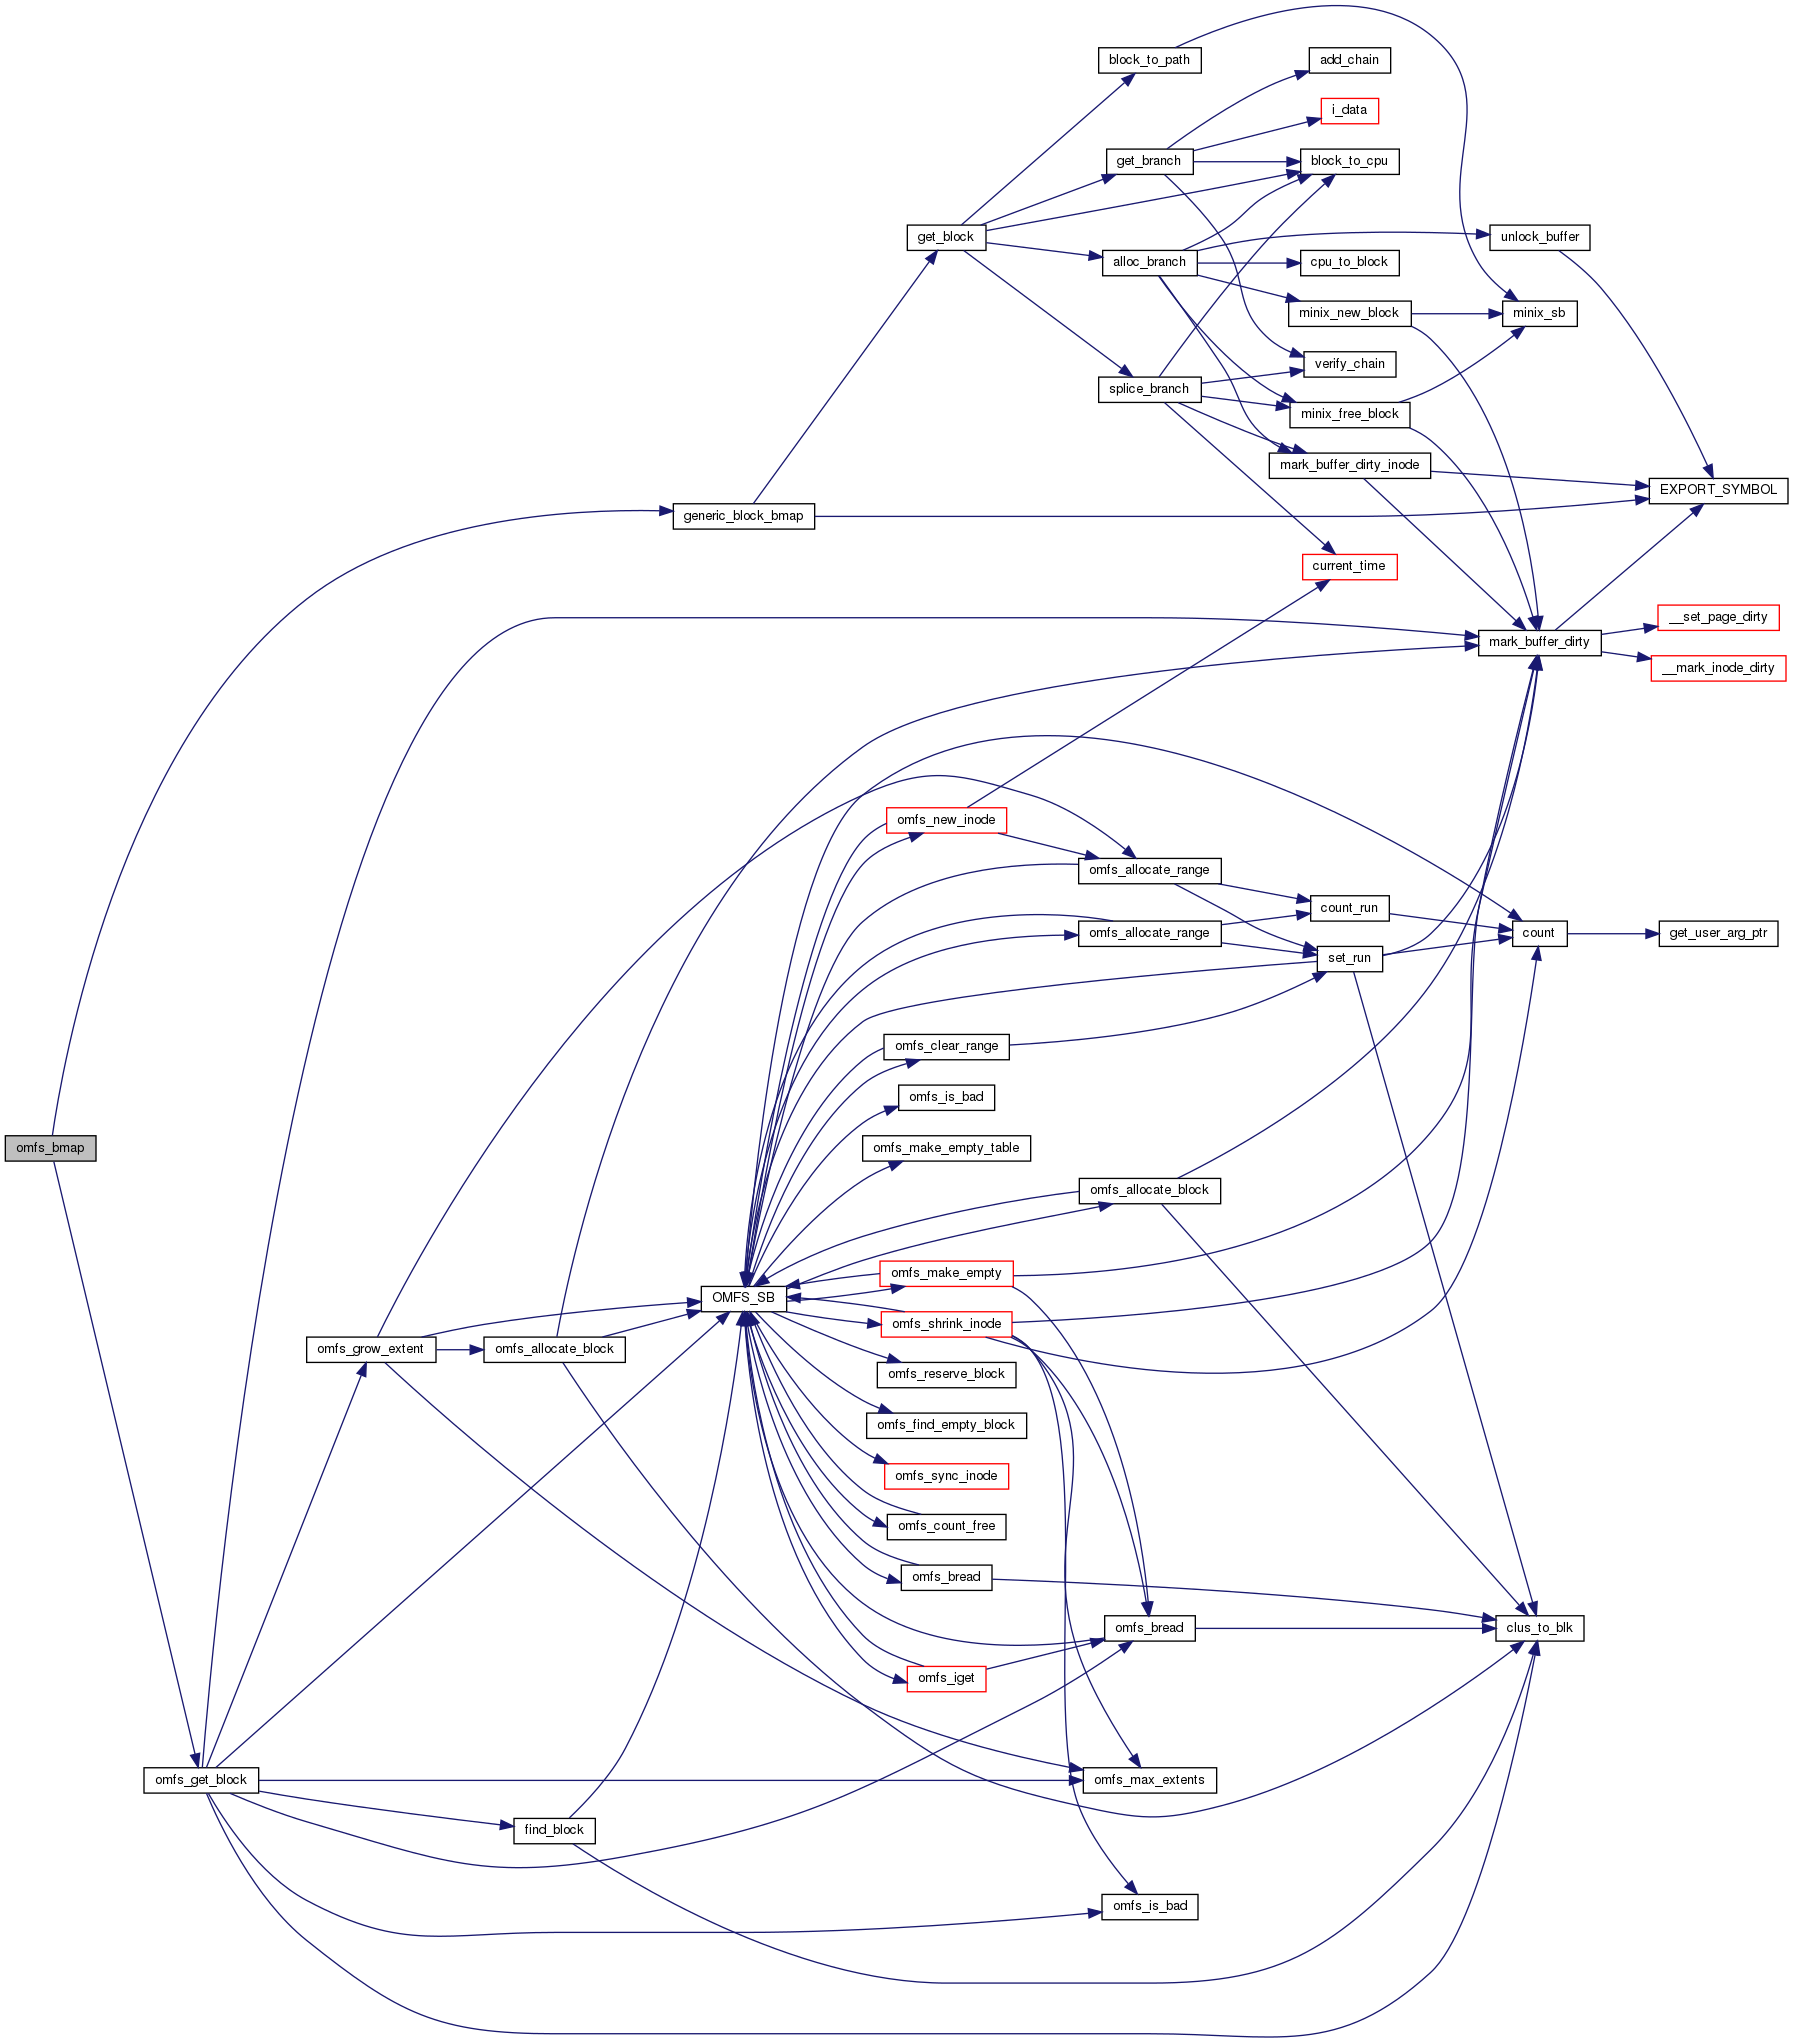 block_to_path
add_chain
i_data
get_branch
block_to_cpu
get_block
unlock_buffer
alloc_branch
cpu_to_block
minix_new_block
minix_sb
verify_chain
splice_branch
minix_free_block
mark_buffer_dirty_inode
EXPORT_SYMBOL
generic_block_bmap
current_time
__set_page_dirty
mark_buffer_dirty
__mark_inode_dirty
omfs_new_inode
omfs_allocate_range
count_run
omfs_allocate_range
count
get_user_arg_ptr
set_run
omfs_clear_range
omfs_is_bad
omfs_bmap
omfs_make_empty_table
omfs_allocate_block
omfs_make_empty
OMFS_SB
omfs_shrink_inode
omfs_grow_extent
omfs_allocate_block
omfs_reserve_block
omfs_find_empty_block
omfs_sync_inode
omfs_count_free
omfs_bread
omfs_bread
clus_to_blk
omfs_iget
omfs_get_block
omfs_max_extents
find_block
omfs_is_bad